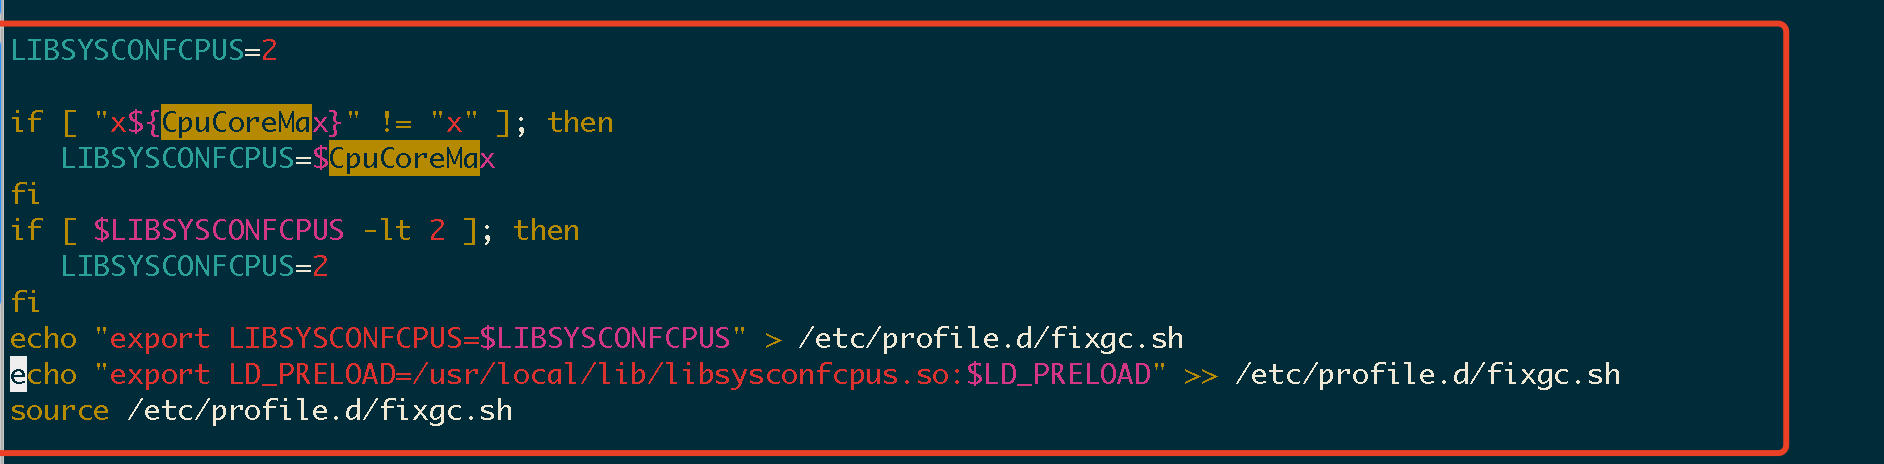 LIBSYSCONFCPUS=2
if [ "x${CpuCoreMax}" != "x" ]; then
   LIBSYSCONFCPUS=$CpuCoreMax
fi
if [ $LIBSYSCONFCPUS -lt 2 ]; then
   LIBSYSCONFCPUS=2
fi
echo "export LIBSYSCONFCPUS=$LIBSYSCONFCPUS" > /etc/profile.d/fixgc.sh
echo "export LD_PRELOAD=/usr/local/lib/libsysconfcpus.so:$LD_PRELOAD" >> /etc/profile.d/fixgc.sh
source /etc/profile.d/fixgc.sh